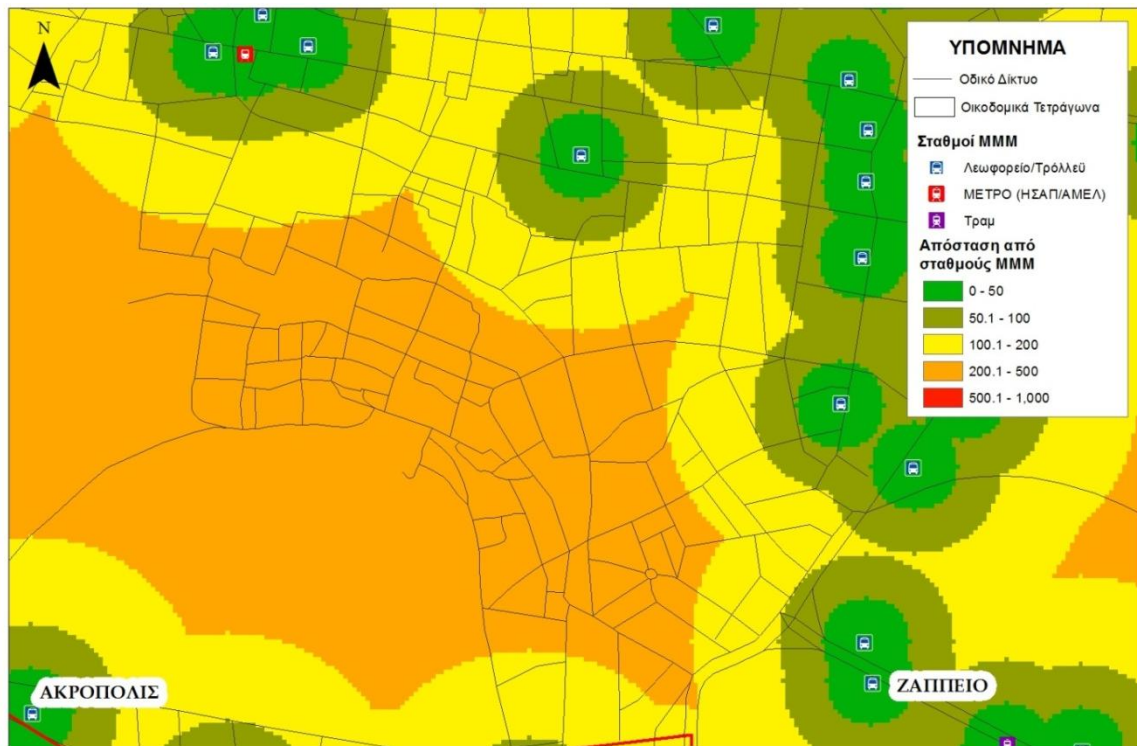 N
ΥΠΟΜΝΗΜΑ
Οδικό Δίκτυο
Οικοδομικά Τετράγωνα
Σταθμοί ΜΜΜ
Λεωφορείο/Τρόλλεϋ
ΜΕΤΡΟ (ΗΣΑΠ/ΑΜΕΛ)
Τραμ
Απόσταση από
σταθμούς ΜΜΜ
0 - 50
50.1 - 100
100.1 - 200
200.1 - 500
500.1 - 1,000
ΑΚΡΟΠΟΛΙΣ
ΖΑΠΠΕΙΟ